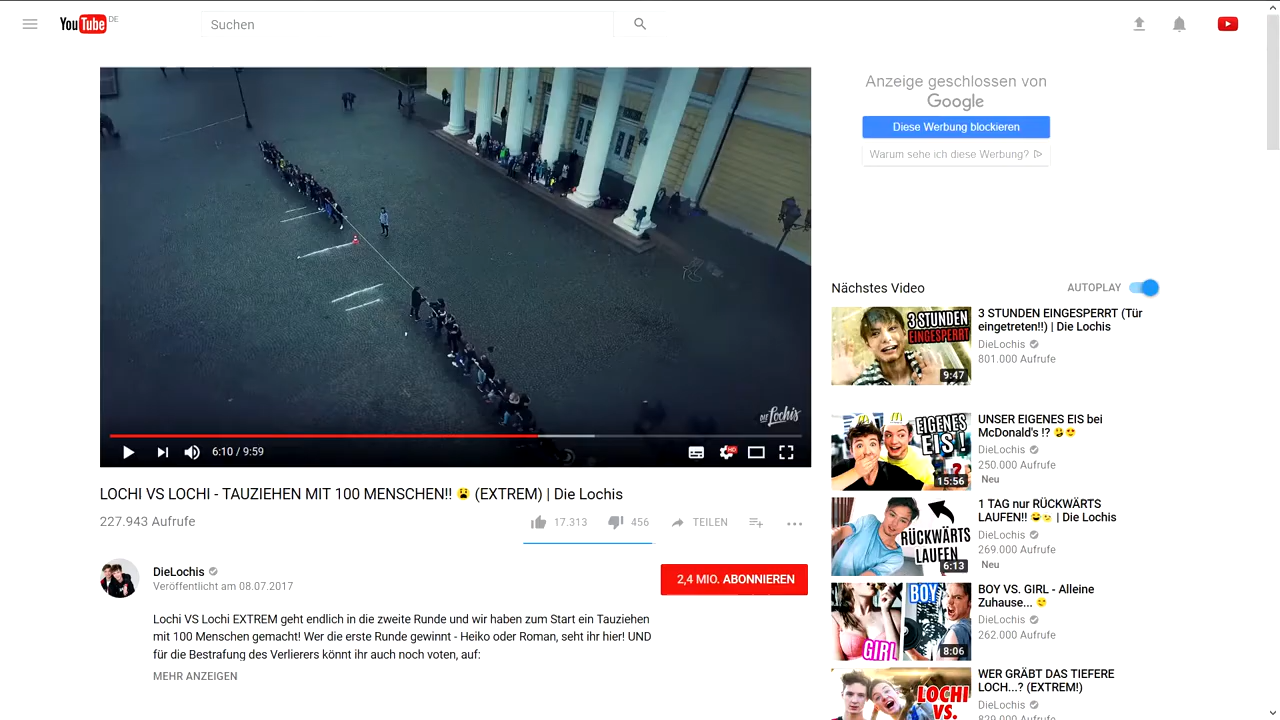 YouTube DE
Suchen
Anzeige geschlossen von
Google
Diese Werbung blockieren
Warum sehe ich diese Werbung?
DIE Lochis
6:10 / 9:59
HD
LOCHI VS LOCHI - TAUZIEHEN MIT 100 MENSCHEN!! 😫 (EXTREM) | Die Lochis
227.943 Aufrufe
17.313
456
TEILEN
DieLochis
Veröffentlicht am 08.07.2017
2,4 MIO. ABONNIEREN
Lochi VS Lochi EXTREM geht endlich in die zweite Runde und wir haben zum Start ein Tauziehen
mit 100 Menschen gemacht! Wer die erste Runde gewinnt - Heiko oder Roman, seht ihr hier! UND
für die Bestrafung des Verlierers könnt ihr auch noch voten, auf:
MEHR ANZEIGEN
Nächstes Video
AUTOPLAY
3 STUNDEN
EINGESPERRT
9:47
3 STUNDEN EINGESPERRT (Tür
eingetreten!!) | Die Lochis
DieLochis
801.000 Aufrufe
EIGENES
EIS!
?
15:56
UNSER EIGENES EIS bei
McDonald's !? 🤪😍
DieLochis
250.000 Aufrufe
Neu
RÜCKWÄRTS
LAUFEN
6:13
1 TAG nur RÜCKWÄRTS
LAUFEN!! 😂🤪 | Die Lochis
DieLochis
269.000 Aufrufe
Neu
BOY
GIRL
8:06
BOY VS. GIRL - Alleine
Zuhause... 😏
DieLochis
262.000 Aufrufe
LOCHI
VS.
WER GRÄBT DAS TIEFERE
LOCH...? (EXTREM!)
DieLochis
829.000 Aufrufe